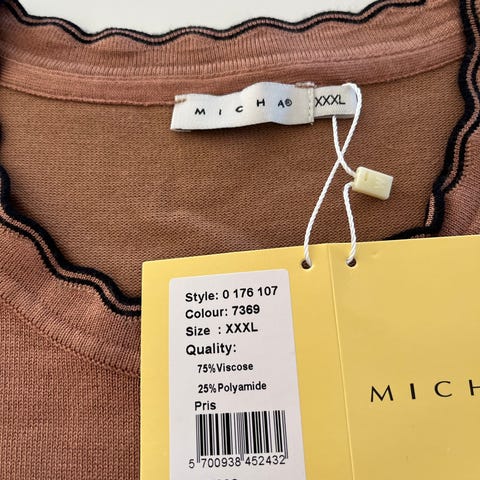 MICHA®
XXXL
Style: 0 176 107
Colour: 7369
Size : XXXL
Quality:
75%Viscose
25%Polyamide
Pris
5 700938 452432
MICH